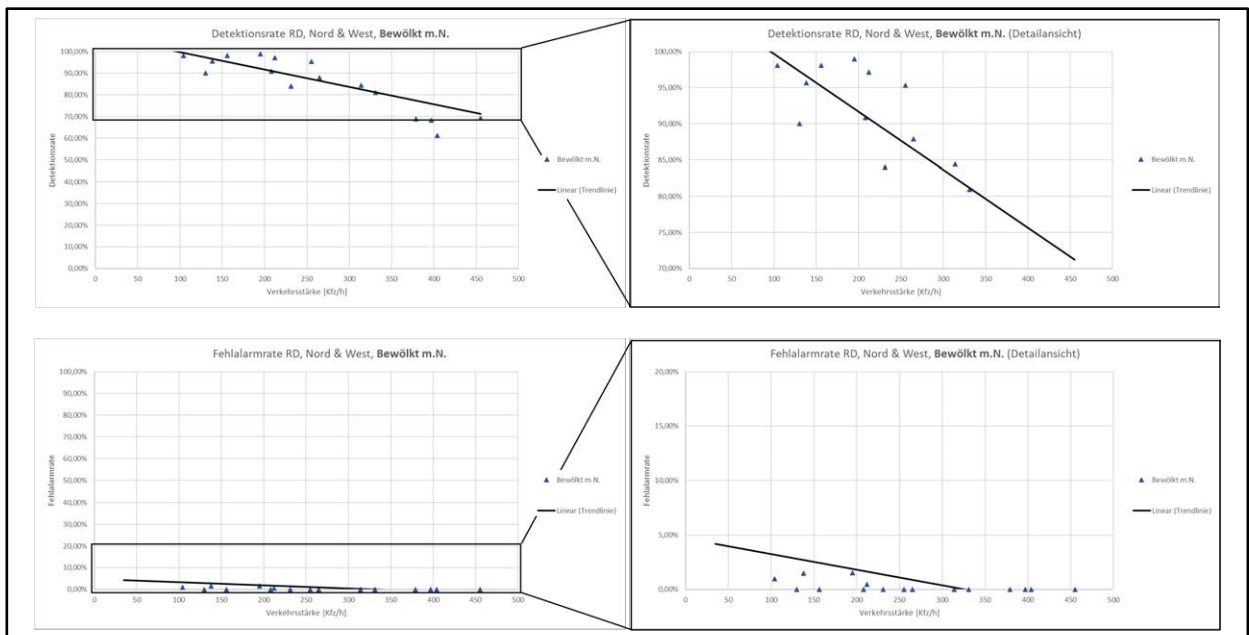 Detektionsrate RD, Nord & West, Bewölkt m.N.
100,00%
90,00%
80,00%
70,00%
60,00%
50,00%
40,00%
30,00%
20,00%
10,00%
0,00%
Detektionsrate
0 50 100 150 200 250 300 350 400 450 500
Verkehrsstärke [Kfz/h]
Bewölkt m.N.
Linear (Trendlinie)
Detektionsrate RD, Nord & West, Bewölkt m.N. (Detailansicht)
100,00%
95,00%
90,00%
85,00%
80,00%
75,00%
70,00%
Detektionsrate
0 50 100 150 200 250 300 350 400 450 500
Verkehrsstärke [Kfz/h]
Bewölkt m.N.
Linear (Trendlinie)
Fehlalarmrate RD, Nord & West, Bewölkt m.N.
100,00%
90,00%
80,00%
70,00%
60,00%
50,00%
40,00%
30,00%
20,00%
10,00%
0,00%
Fehlalarmrate
0 50 100 150 200 250 300 350 400 450 500
Verkehrsstärke [Kfz/h]
Bewölkt m.N.
Linear (Trendlinie)
Fehlalarmrate RD, Nord & West, Bewölkt m.N. (Detailansicht)
20,00%
15,00%
10,00%
5,00%
0,00%
Fehlalarmrate
0 50 100 150 200 250 300 350 400 450 500
Verkehrsstärke [Kfz/h]
Bewölkt m.N.
Linear (Trendlinie)